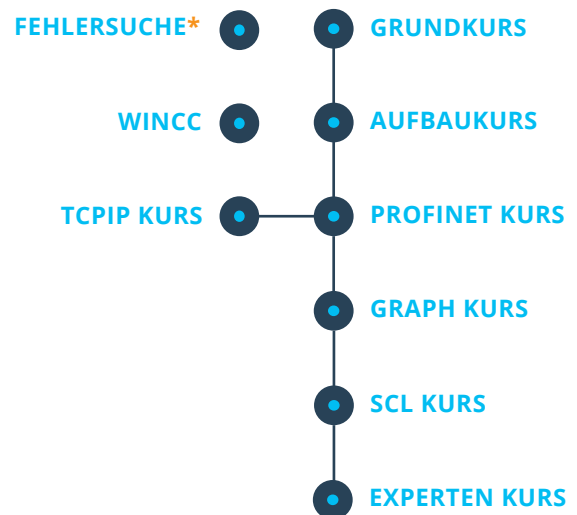 FEHLERSUCHE*
GRUNDKURS
WINCC
AUFBAUKURS
TCPIP KURS
PROFINET KURS
GRAPH KURS
SCL KURS
EXPERTEN KURS